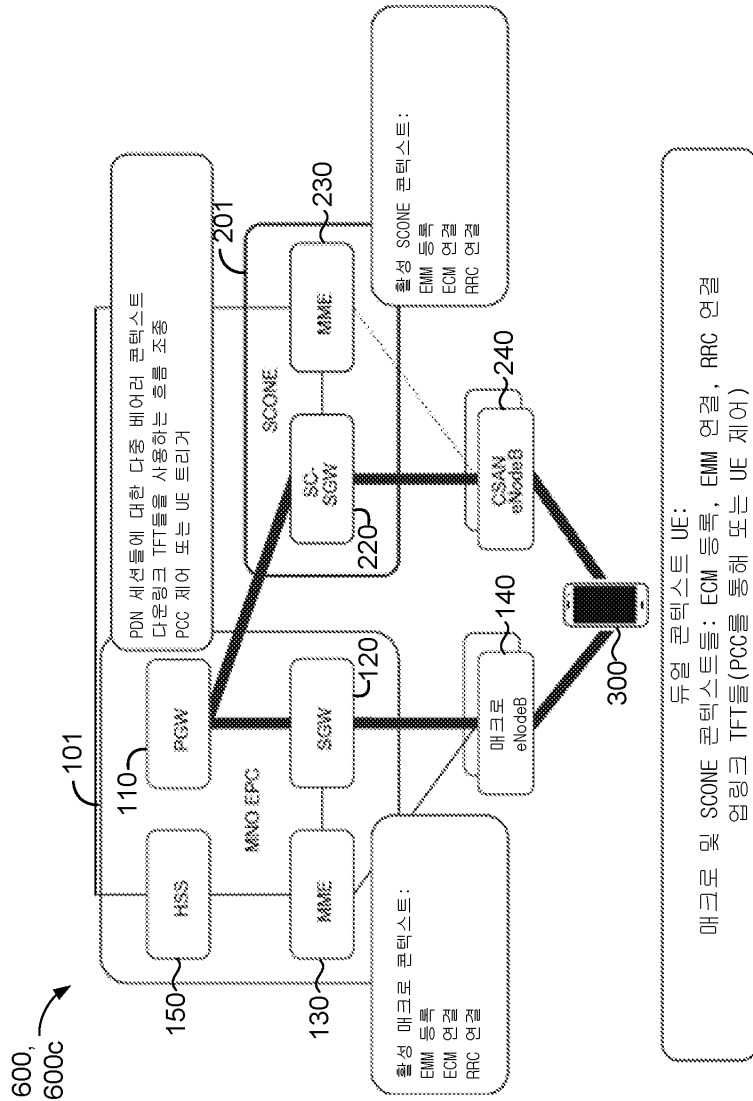 600,
600c
101
PDN 세션들에 대한 다중 베어러 콘텍스트
다운링크 TFT들을 사용하는 흐름 조종
PCC 제어 또는 UE 트리거
201
HSS
150
PGW
110
MNO EPC
MME
130
SGW
120
SCONE
SC-
SGW
220
MME
230
활성 매크로 콘텍스트:
EMM 등록
ECM 연결
RRC 연결
활성 SCONE 콘텍스트:
EMM 등록
ECM 연결
RRC 연결
매크로
eNodeB
140
CSAN
eNodeB
240
300
듀얼 콘텍스트 UE:
매크로 및 SCONE 콘텍스트들: ECM 등록, EMM 연결, RRC 연결
업링크 TFT들(PCC를 통해 또는 UE 제어)